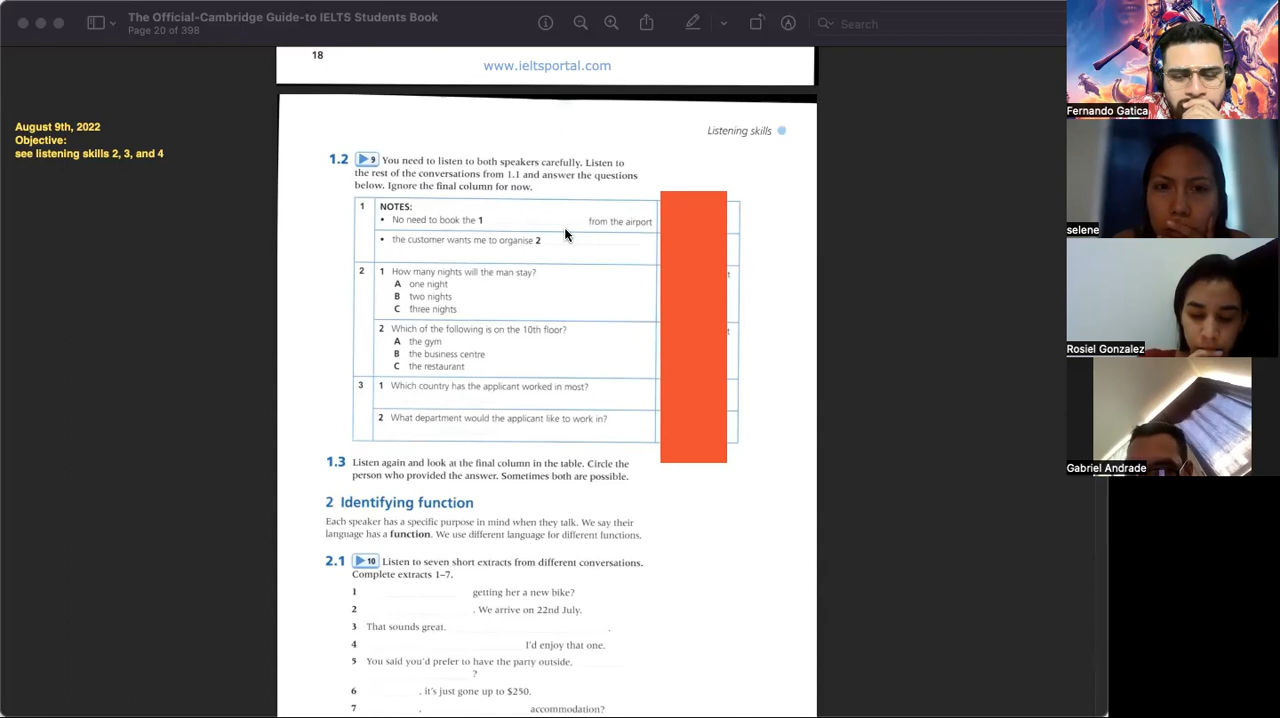 The Official-Cambridge Guide-to IELTS Students Book
Page 20 of 398
Search
18
www.ieltsportal.com
August 9th, 2022
Objective:
see listening skills 2, 3, and 4
Listening skills
1.2 9 You need to listen to both speakers carefully. Listen to
the rest of the conversations from 1.1 and answer the questions
below. Ignore the final column for now.
1 NOTES:
• No need to book the 1 from the airport
• the customer wants me to organise 2
2 1 How many nights will the man stay?
A one night
B two nights
C three nights
2 Which of the following is on the 10th floor?
A the gym
B the business centre
C the restaurant
3 1 Which country has the applicant worked in most?
2 What department would the applicant like to work in?
1.3 Listen again and look at the final column in the table. Circle the
person who provided the answer. Sometimes both are possible.
2 Identifying function
Each speaker has a specific purpose in mind when they talk. We say their
language has a function. We use different language for different functions.
2.1 10 Listen to seven short extracts from different conversations.
Complete extracts 1–7.
1 getting her a new bike?
2 . We arrive on 22nd July.
3 That sounds great. .
4 I'd enjoy that one.
5 You said you'd prefer to have the party outside.
?
6 . it's just gone up to $250.
7 . accommodation?
Fernando Gatica
selene
Rosiel Gonzalez
Gabriel Andrade